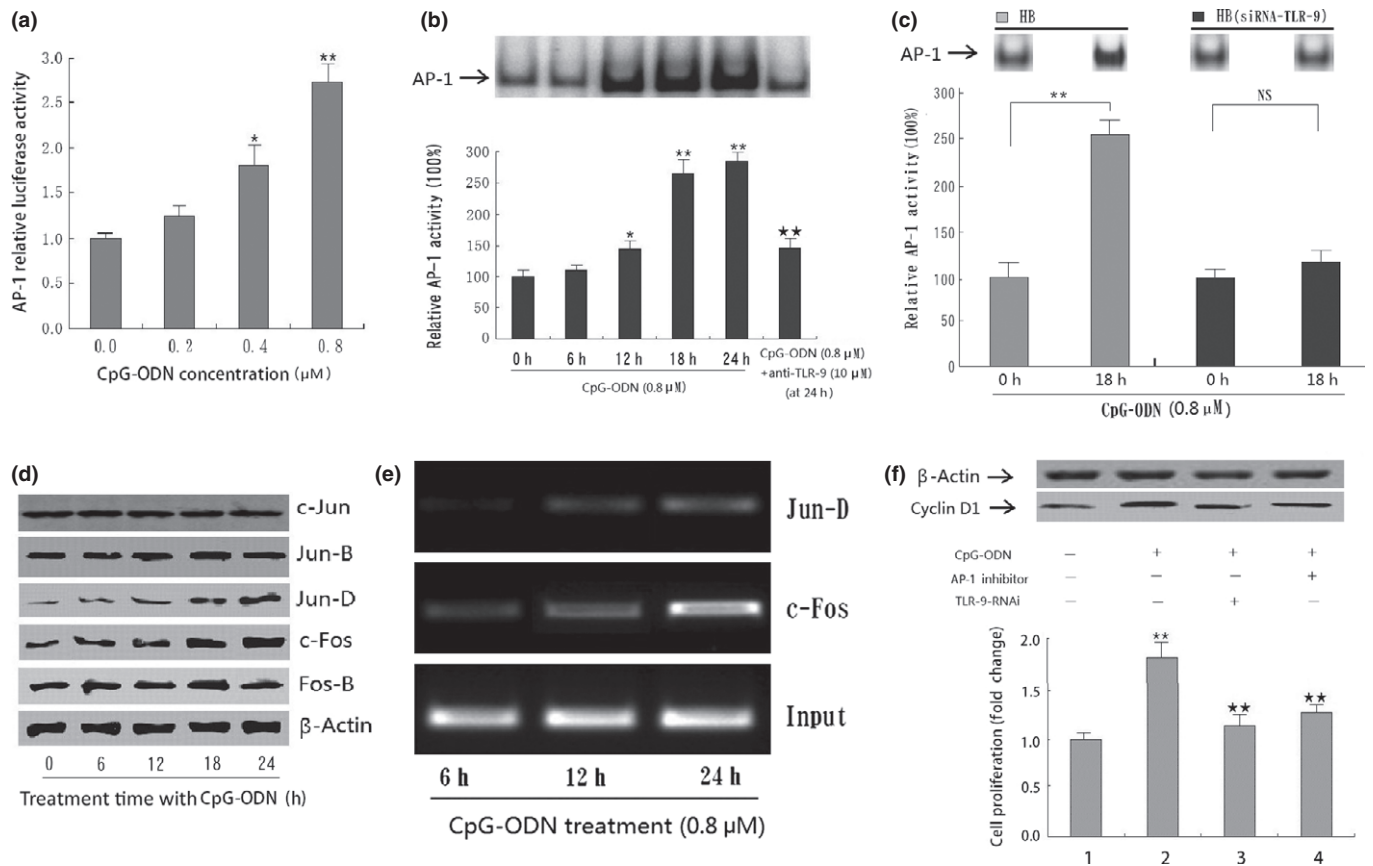 (a)
AP-1 relative luciferase activity
3.0
2.5
2.0
1.5
1.0
0.5
0.0
*
**
0.0 0.2 0.4 0.8
CpG-ODN concentration (μM)
(b)
AP-1
Relative AP-1 activity (100%)
300
250
200
150
100
50
0
*
**
**
★★
0 h 6 h 12 h 18 h 24 h
CpG-ODN (0.8 μM)
CpG-ODN (0.8 μM)
+anti-TLR-9 (10 μM)
(at 24 h)
(c)
HB HB(siRNA-TLR-9)
AP-1
Relative AP-1 activity (100%)
300
250
200
150
100
50
0
** NS
0 h 18 h 0 h 18 h
CpG-ODN (0.8 μM)
(d)
c-Jun
Jun-B
Jun-D
c-Fos
Fos-B
β-Actin
0 6 12 18 24
Treatment time with CpG-ODN (h)
(e)
Jun-D
c-Fos
Input
6 h 12 h 24 h
CpG-ODN treatment (0.8 μM)
(f)
β-Actin
Cyclin D1
CpG-ODN − + + +
AP-1 inhibitor − − − +
TLR-9-RNAi − − + −
Cell proliferation (fold change)
2.0
1.5
1.0
0.5
0.0
**
★★
★★
1 2 3 4